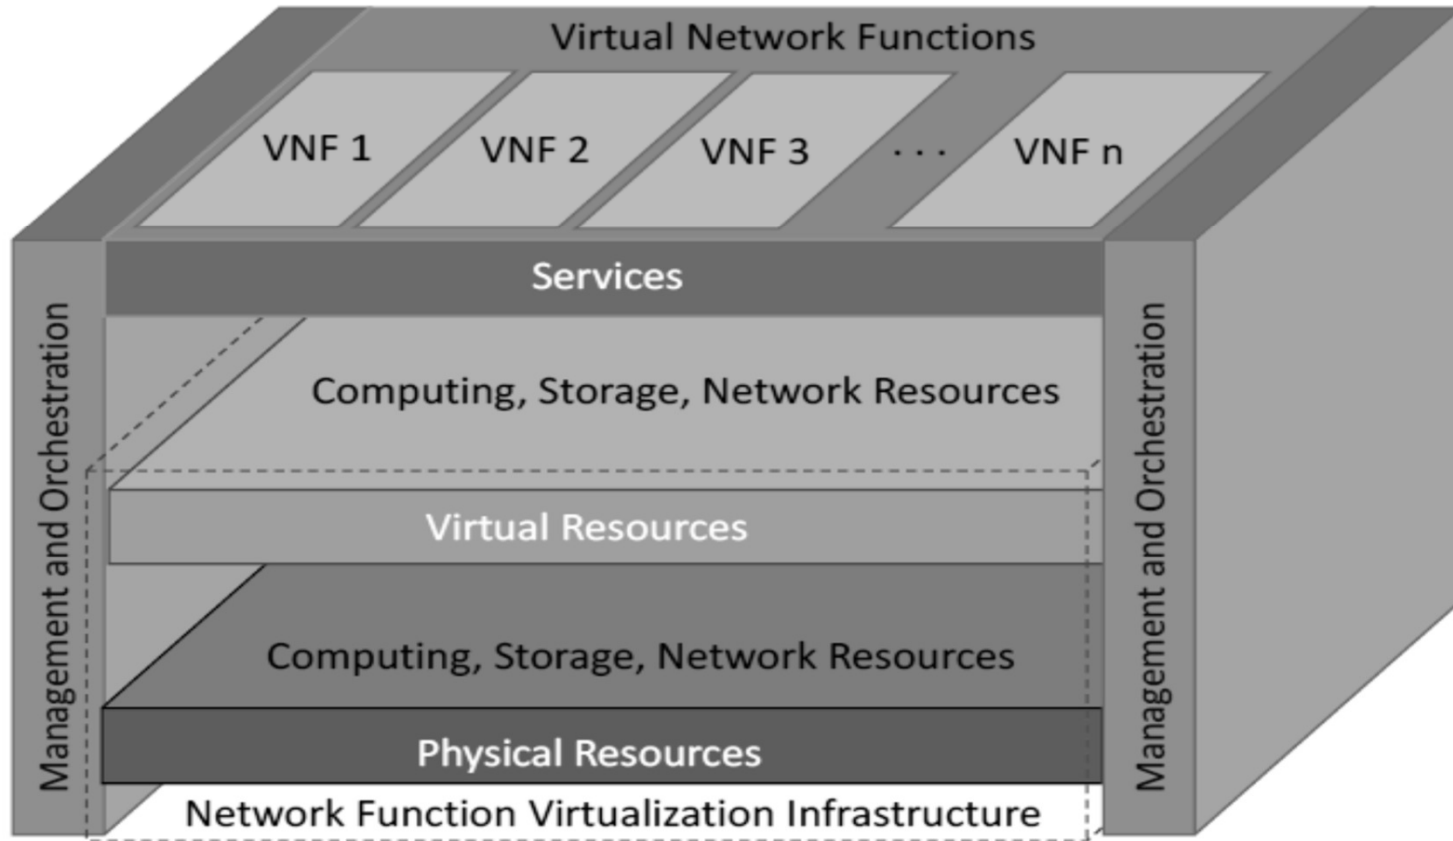 Virtual Network Functions
VNF 1
VNF 2
VNF 3
. . .
VNF n
Services
Computing, Storage, Network Resources
Virtual Resources
Computing, Storage, Network Resources
Physical Resources
Network Function Virtualization Infrastructure
Management and Orchestration
Management and Orchestration